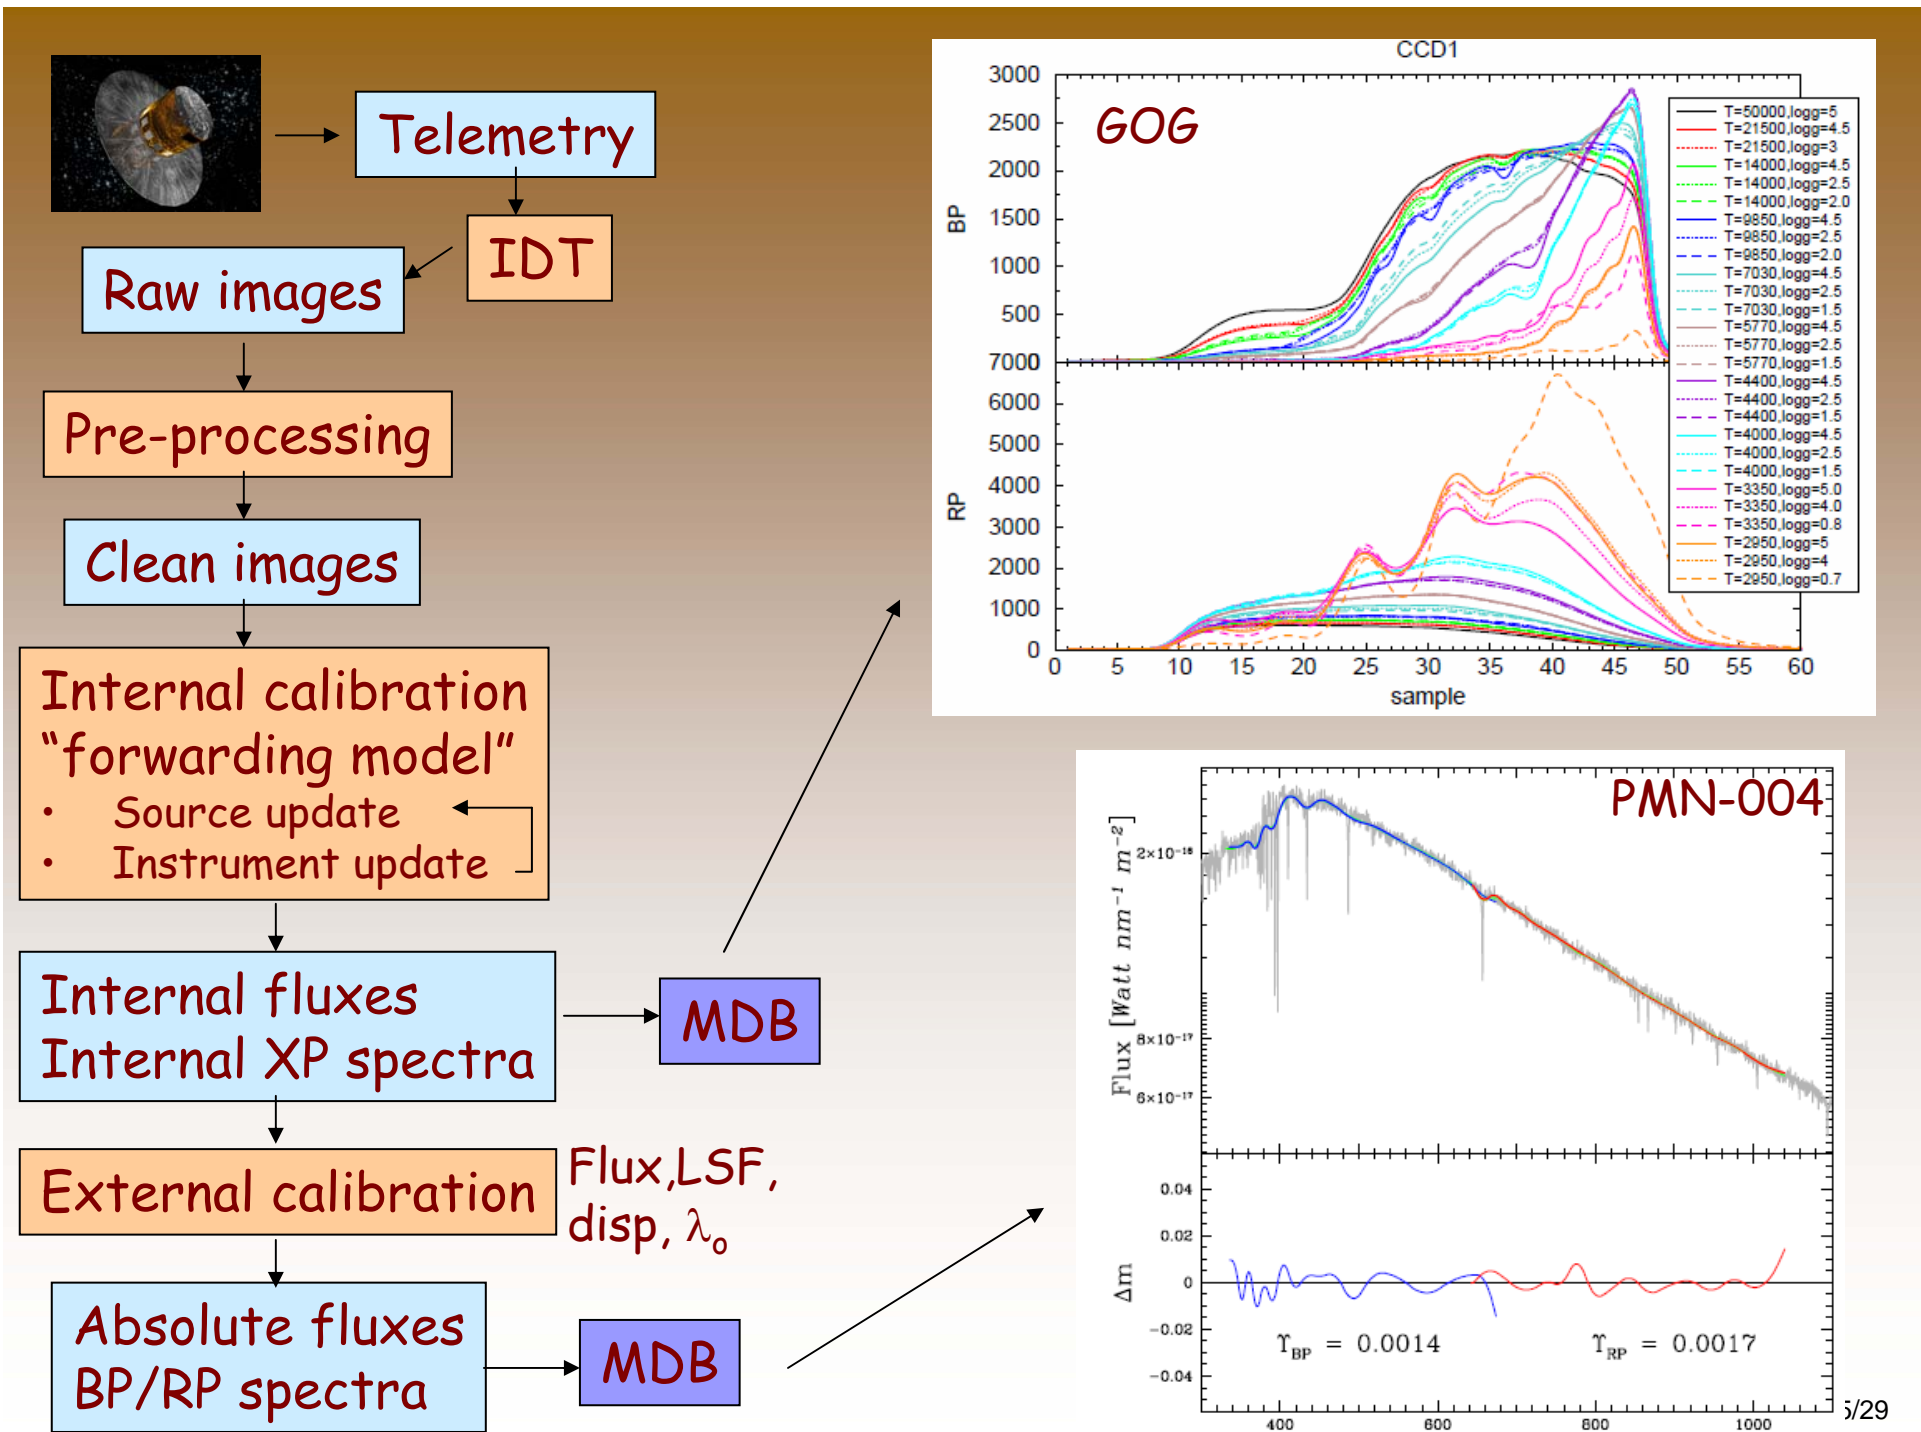 Telemetry
IDT
Raw images
Pre-processing
Clean images
Internal calibration
“forwarding model”
• Source update
• Instrument update
Internal fluxes
Internal XP spectra
MDB
External calibration
Flux,LSF,
disp, λo
Absolute fluxes
BP/RP spectra
MDB
CCD1
GOG
BP
3000
2500
2000
1500
1000
500
7000
RP
6000
5000
4000
3000
2000
1000
0
0 5 10 15 20 25 30 35 40 45 50 55 60
sample
T=50000,logg=5
T=21500,logg=4.5
T=21500,logg=3
T=14000,logg=4.5
T=14000,logg=2.5
T=14000,logg=2.0
T=9850,logg=4.5
T=9850,logg=2.5
T=9850,logg=2.0
T=7030,logg=4.5
T=7030,logg=2.5
T=7030,logg=1.5
T=5770,logg=4.5
T=5770,logg=2.5
T=5770,logg=1.5
T=4400,logg=4.5
T=4400,logg=2.5
T=4400,logg=1.5
T=4000,logg=4.5
T=4000,logg=2.5
T=4000,logg=1.5
T=3350,logg=5.0
T=3350,logg=4.0
T=3350,logg=0.8
T=2950,logg=5
T=2950,logg=4
T=2950,logg=0.7
PMN-004
Flux [Watt nm⁻¹ m⁻²]
2×10⁻¹⁶
8×10⁻¹⁷
6×10⁻¹⁷
Δm
0.04
0.02
0
−0.02
−0.04
ϒBP = 0.0014
ϒRP = 0.0017
400 600 800 1000
/29